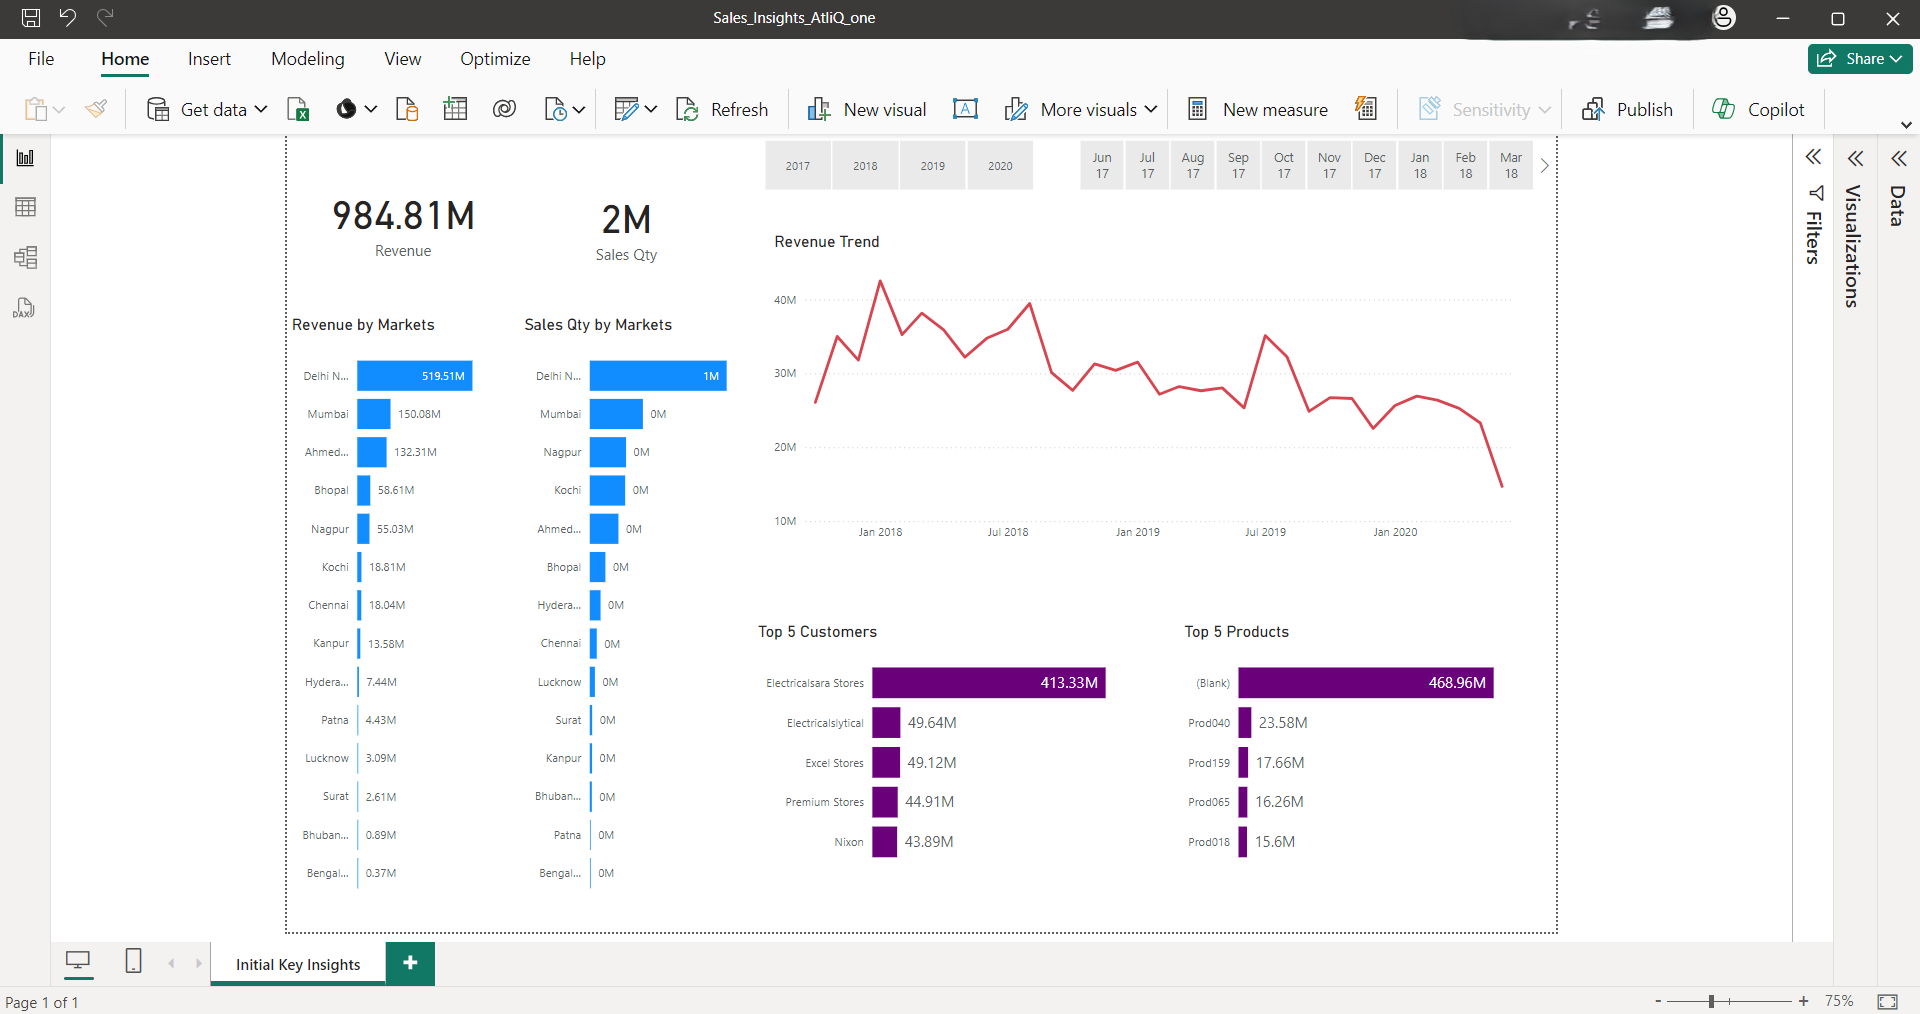 Sales_Insights_AtliQ_one
File Home Insert Modeling View Optimize Help
Share
Get data
Refresh
New visual
A
More visuals
New measure
Sensitivity
Publish
Copilot
DAX
2017 2018 2019 2020
Jun 17 Jul 17 Aug 17 Sep 17 Oct 17 Nov 17 Dec 17 Jan 18 Feb 18 Mar 18
984.81M
Revenue
2M
Sales Qty
Revenue by Markets
Delhi N... 519.51M
Mumbai 150.08M
Ahmed... 132.31M
Bhopal 58.61M
Nagpur 55.03M
Kochi 18.81M
Chennai 18.04M
Kanpur 13.58M
Hydera... 7.44M
Patna 4.43M
Lucknow 3.09M
Surat 2.61M
Bhuban... 0.89M
Bengal... 0.37M
Sales Qty by Markets
Delhi N... 1M
Mumbai 0M
Nagpur 0M
Kochi 0M
Ahmed... 0M
Bhopal 0M
Hydera... 0M
Chennai 0M
Lucknow 0M
Surat 0M
Kanpur 0M
Bhuban... 0M
Patna 0M
Bengal... 0M
Revenue Trend
40M
30M
20M
10M
Jan 2018 Jul 2018 Jan 2019 Jul 2019 Jan 2020
Top 5 Customers
Electricalsara Stores 413.33M
Electricalslytical 49.64M
Excel Stores 49.12M
Premium Stores 44.91M
Nixon 43.89M
Top 5 Products
(Blank) 468.96M
Prod040 23.58M
Prod159 17.66M
Prod065 16.26M
Prod018 15.6M
Filters
Visualizations
Data
Initial Key Insights
+
Page 1 of 1
- + 75%